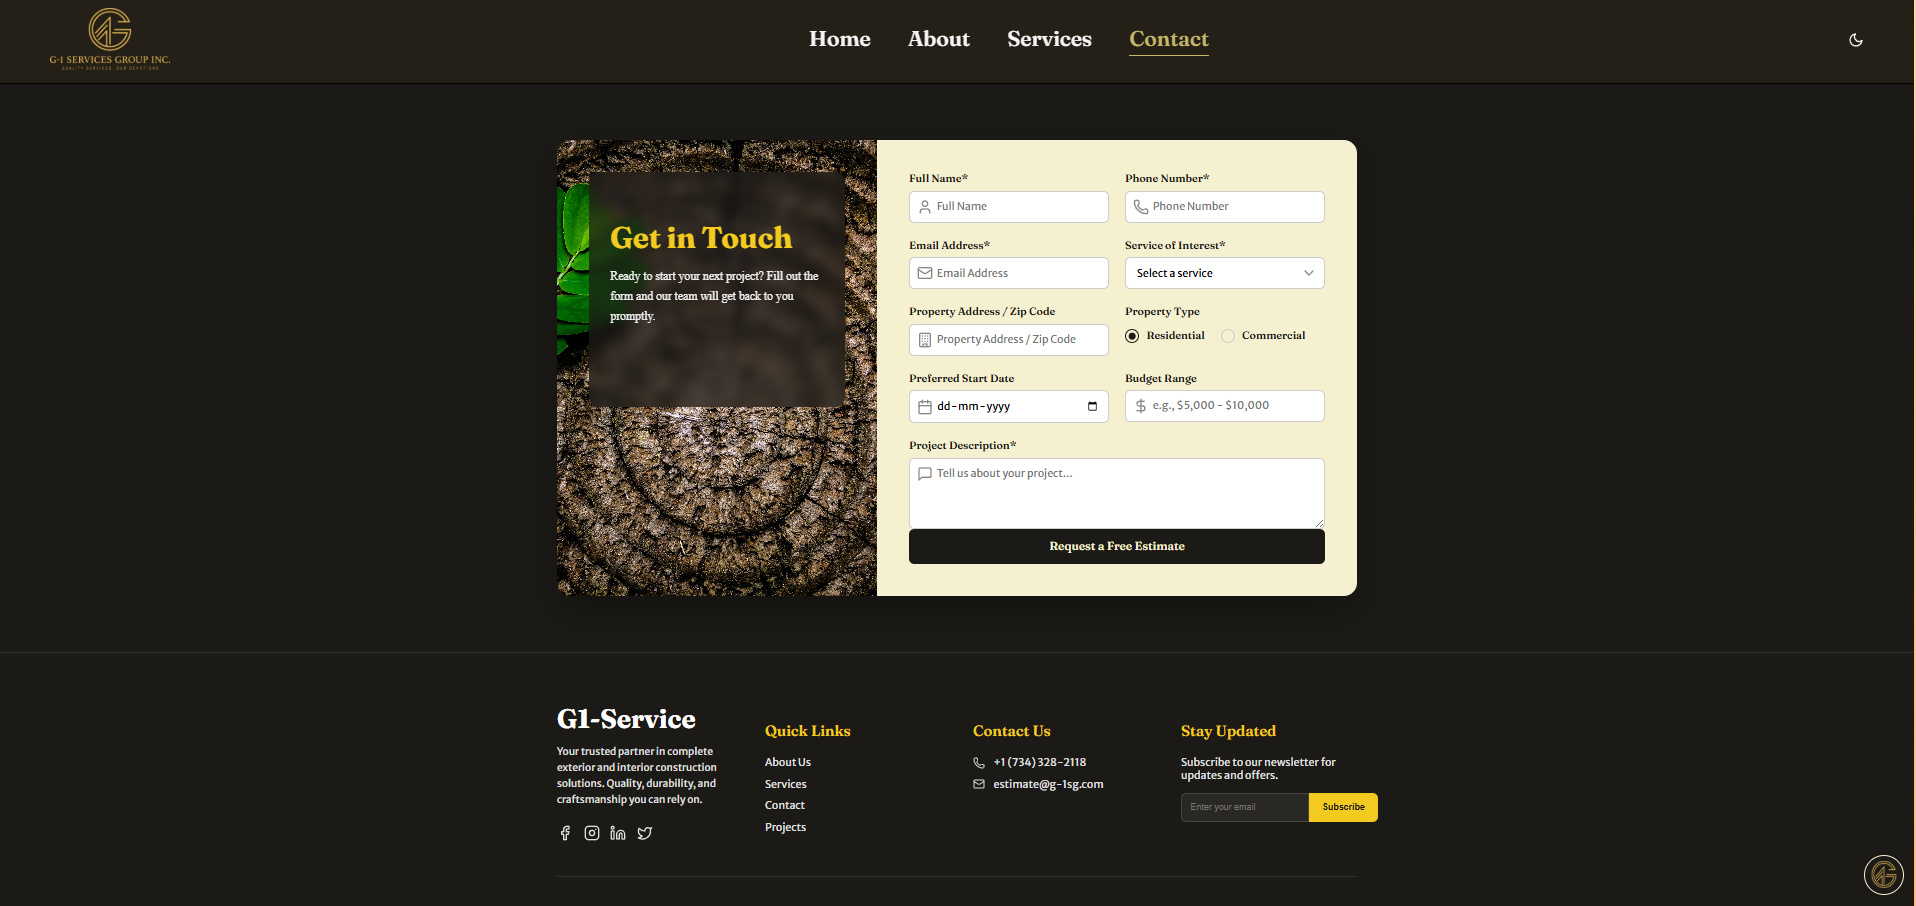 G-1 SERVICES GROUP INC.
QUALITY SERVICES, OUR DEVOTIONS
Home
About
Services
Contact
Get in Touch
Ready to start your next project? Fill out the
form and our team will get back to you
promptly.
Full Name*
Phone Number*
Full Name
Phone Number
Email Address*
Service of Interest*
Email Address
Select a service
Property Address / Zip Code
Property Type
Property Address / Zip Code
Residential
Commercial
Preferred Start Date
Budget Range
dd-mm-yyyy
e.g., $5,000 - $10,000
Project Description*
Tell us about your project...
Request a Free Estimate
G1-Service
Your trusted partner in complete
exterior and interior construction
solutions. Quality, durability, and
craftsmanship you can rely on.
Quick Links
About Us
Services
Contact
Projects
Contact Us
+1 (734) 328-2118
estimate@g-1sg.com
Stay Updated
Subscribe to our newsletter for
updates and offers.
Enter your email
Subscribe